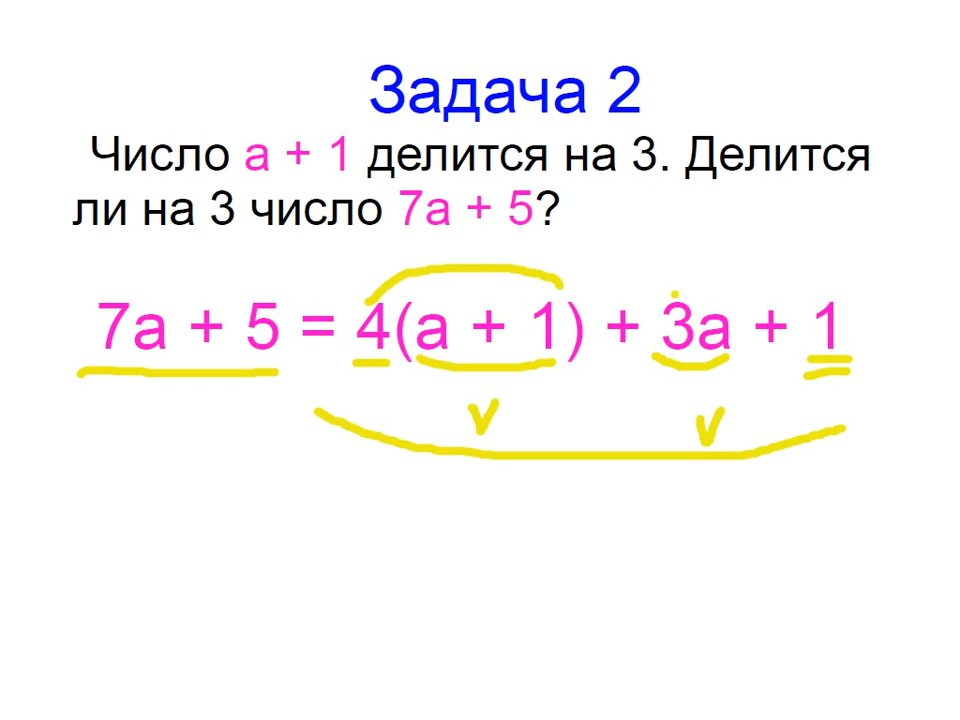 Задача 2
Число а + 1 делится на 3. Делится
ли на 3 число 7а + 5?
7а + 5 = 4(а + 1) + 3а + 1